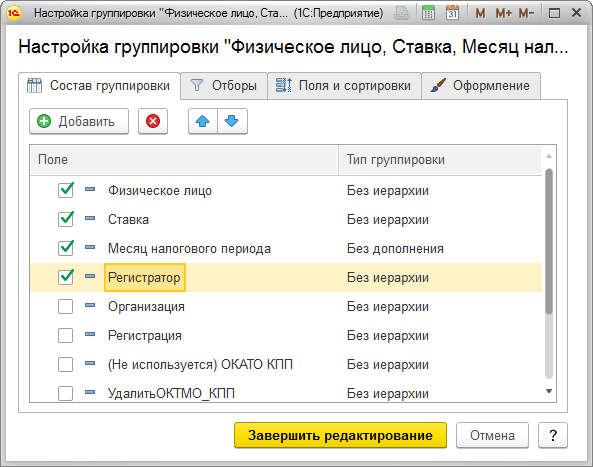 1С Настройка группировки "Физическое лицо, Ста... (1С:Предприятие) 31 M M+ M-
Настройка группировки "Физическое лицо, Ставка, Месяц нал...
Состав группировки Отборы Поля и сортировки Оформление
Добавить
Поле Тип группировки
Физическое лицо Без иерархии
Ставка Без иерархии
Месяц налогового периода Без дополнения
Регистратор Без иерархии
Организация Без иерархии
Регистрация Без иерархии
(Не используется) ОКАТО КПП Без иерархии
УдалитьОКТМО_КПП Без иерархии
Завершить редактирование Отмена ?